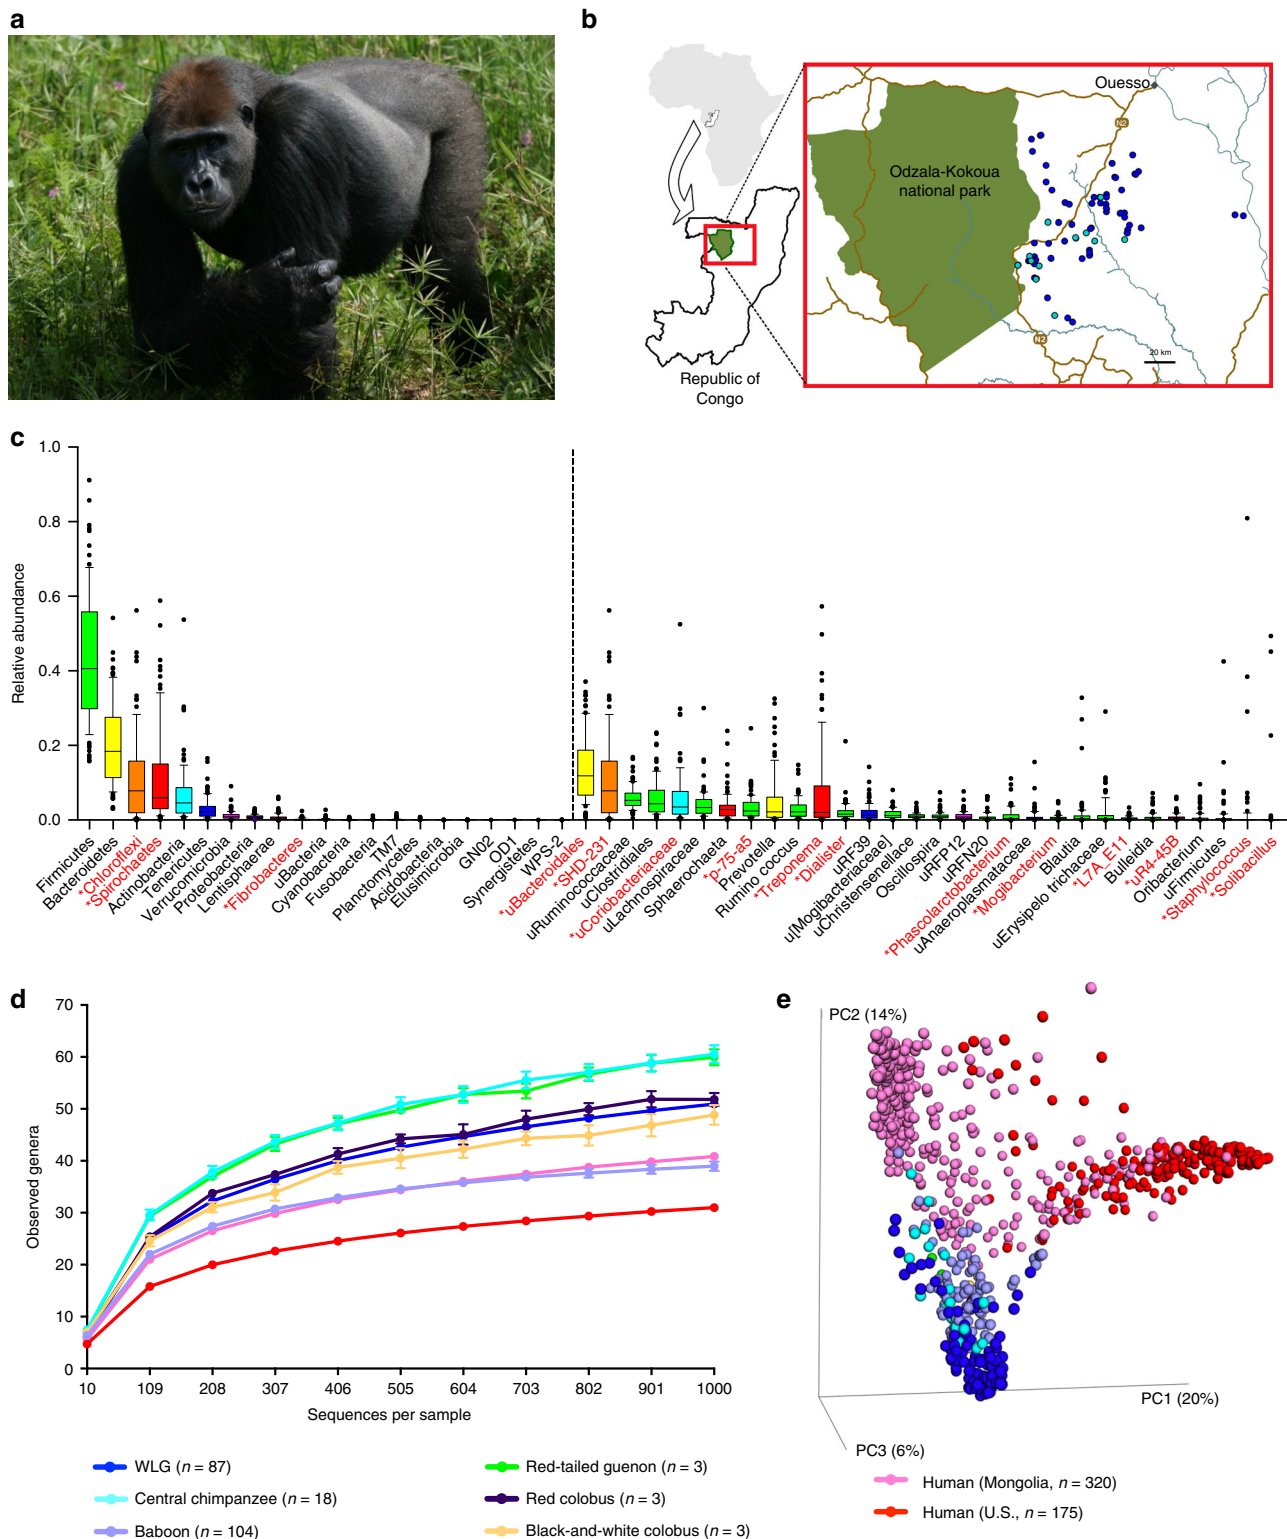 a
b
Ouesso
N2
Odzala-Kokoua
national park
N2
20 km
Republic of
Congo
c
Relative abundance
1.0
0.8
0.6
0.4
0.2
0.0
Firmicutes
Bacteroidetes
*Chloroflexi
*Spirochaetes
Actinobacteria
Tenericutes
Verrucomicrobia
Proteobacteria
Lentisphaerae
*Fibrobacteres
uBacteria
Cyanobacteria
Fusobacteria
TM7
Planctomycetes
Acidobacteria
Elusimicrobia
GN02
OD1
Synergistetes
WPS-2
*uBacteroidales
*SHD-231
uRuminococcaceae
uClostridiales
*uCoriobacteriaceae
uLachnospiraceae
Sphaerochaeta
*p-75-a5
Prevotella
Rumino coccus
*Treponema
*Dialister
uRF39
u[Mogibacteriaceae]
uChristensenellace
Oscillospira
uRFP12
uRFN20
*Phascolarctobacterium
uAnaeroplasmataceae
*Mogibacterium
Blautia
uErysipelo trichaceae
*L7A_E11
Bulleidia
*uR4-45B
Oribacterium
uFirmicutes
*Staphylococcus
*Solibacillus
d
Observed genera
70
60
50
40
30
20
10
0
10 109 208 307 406 505 604 703 802 901 1000
Sequences per sample
WLG (n = 87)
Central chimpanzee (n = 18)
Baboon (n = 104)
Red-tailed guenon (n = 3)
Red colobus (n = 3)
Black-and-white colobus (n = 3)
e
PC2 (14%)
PC1 (20%)
PC3 (6%)
Human (Mongolia, n = 320)
Human (U.S., n = 175)